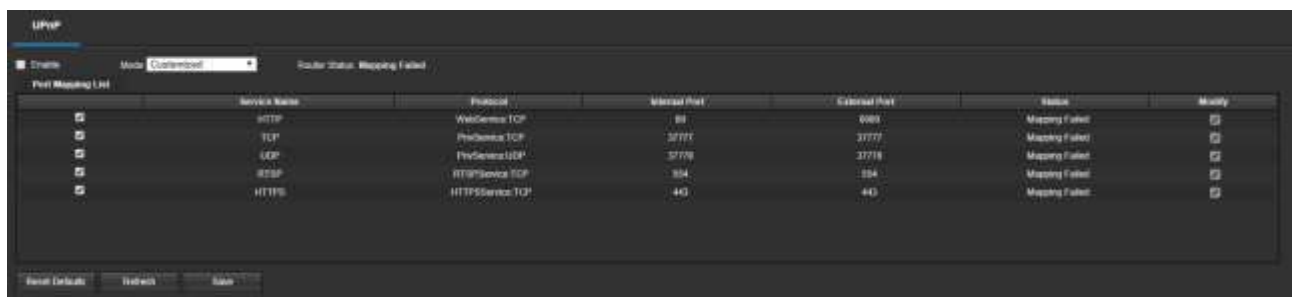 UPnP
Enable Mode Customized Router Status Mapping Failed
Port Mapping List
Service Name Protocol Internal Port External Port Status Modify
HTTP WebService:TCP 80 Mapping Failed
TCP PrivService:TCP 37777 37777 Mapping Failed
UDP PrivService:UDP 37778 37778 Mapping Failed
RTSP RTSPService:TCP 554 554 Mapping Failed
HTTPS HTTPSService:TCP 443 443 Mapping Failed
Reset Defaults Refresh Save